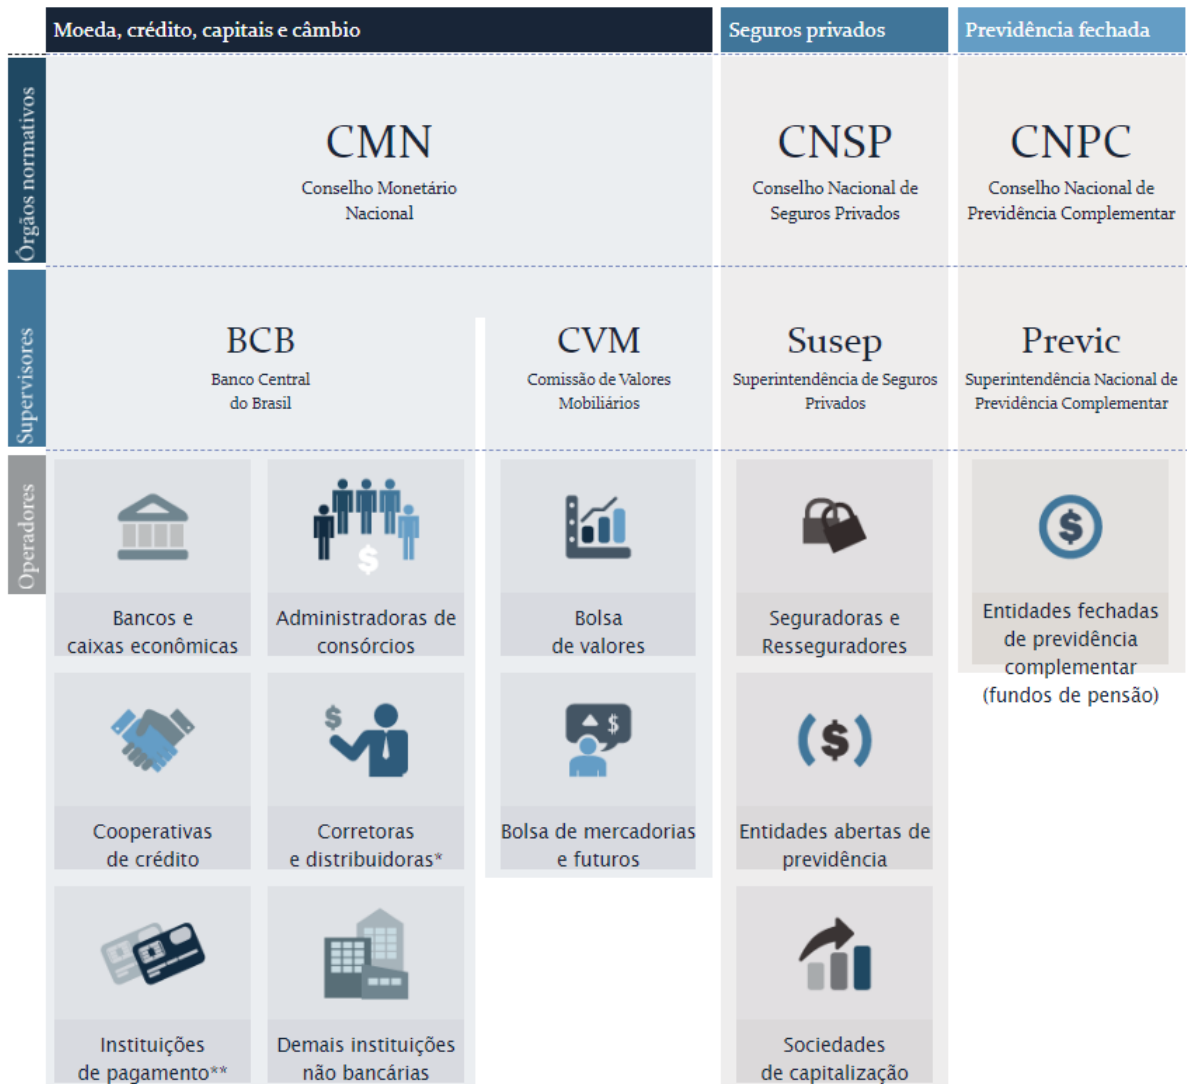 Moeda, crédito, capitais e câmbio
Seguros privados
Previdência fechada
Órgãos normativos
CMN
Conselho Monetário
Nacional
CNSP
Conselho Nacional de
Seguros Privados
CNPC
Conselho Nacional de
Previdência Complementar
Supervisores
BCB
Banco Central
do Brasil
CVM
Comissão de Valores
Mobiliários
Susep
Superintendência de Seguros
Privados
Previc
Superintendência Nacional de
Previdência Complementar
Operadores
$
$
Bancos e
caixas econômicas
Administradoras de
consórcios
Bolsa
de valores
Seguradoras e
Resseguradores
Entidades fechadas
de previdência
complementar
(fundos de pensão)
$
$
($)
Cooperativas
de crédito
Corretoras
e distribuidoras*
Bolsa de mercadorias
e futuros
Entidades abertas de
previdência
Instituições
de pagamento**
Demais instituições
não bancárias
Sociedades
de capitalização